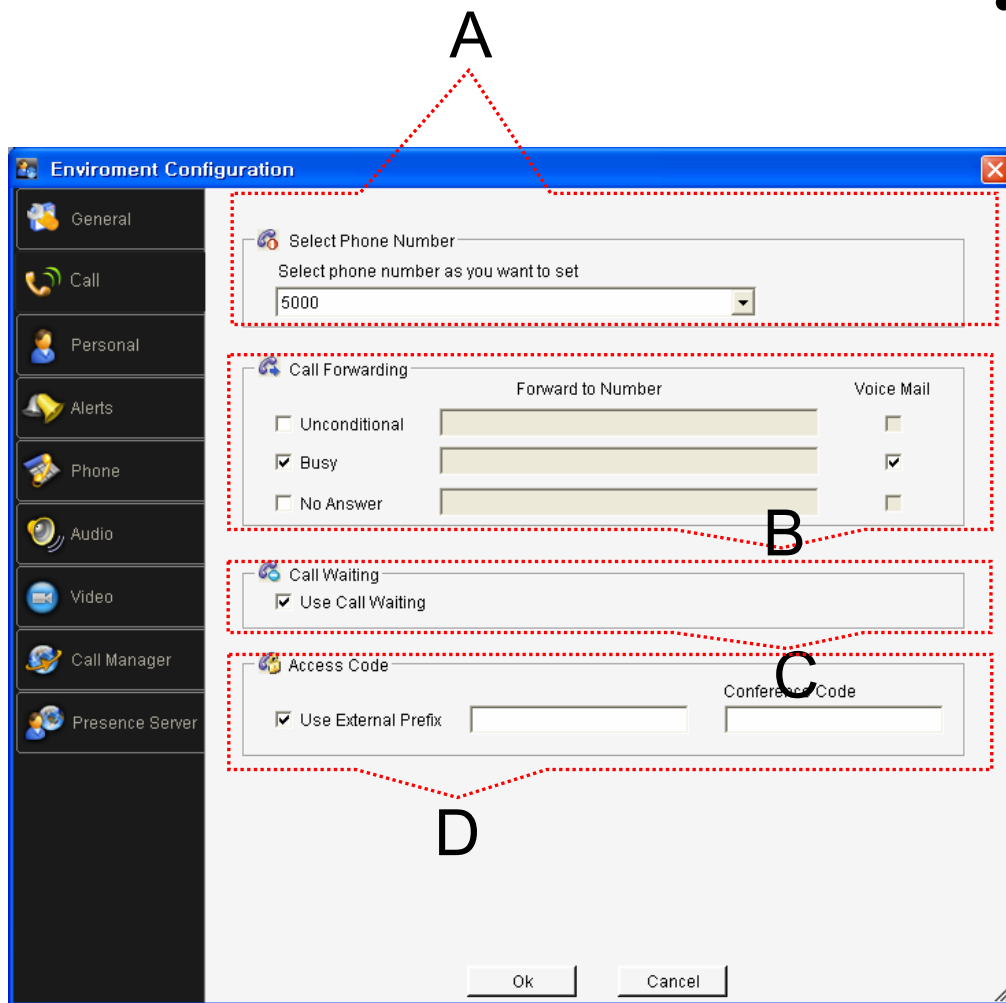 A
Enviroment Configuration
General
Call
Personal
Alerts
Phone
Audio
Video
Call Manager
Presence Server
Select Phone Number
Select phone number as you want to set
5000
Call Forwarding
Forward to Number
Voice Mail
Unconditional
Busy
No Answer
B
Call Waiting
Use Call Waiting
C
Access Code
Conference Code
Use External Prefix
D
Ok
Cancel